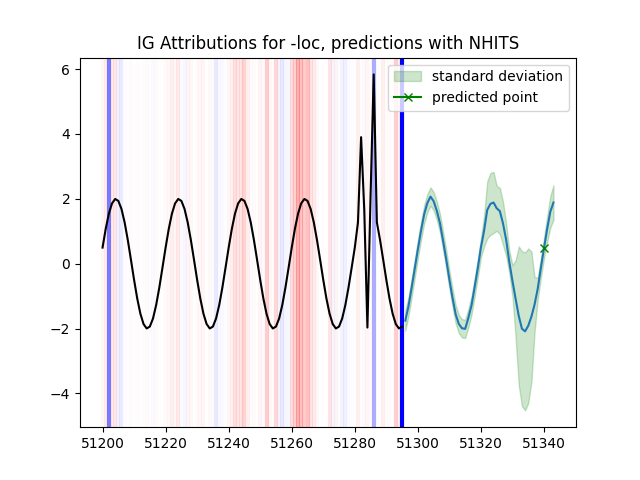 IG Attributions for -loc, predictions with NHITS
standard deviation
predicted point
6
4
2
0
−2
−4
51200 51220 51240 51260 51280 51300 51320 51340